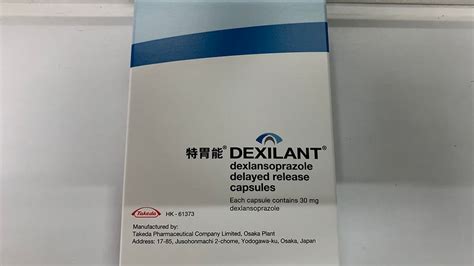 特胃能® DEXILANT®
dexlansoprazole
delayed release
capsules
Each capsule contains 30 mg
dexlansoprazole
Takeda HK - 61373
Manufactured by:
Takeda Pharmaceutical Company Limited, Osaka Plant
Address: 17-85, Jusohonmachi 2-chome, Yodogawa-ku, Osaka, Japan